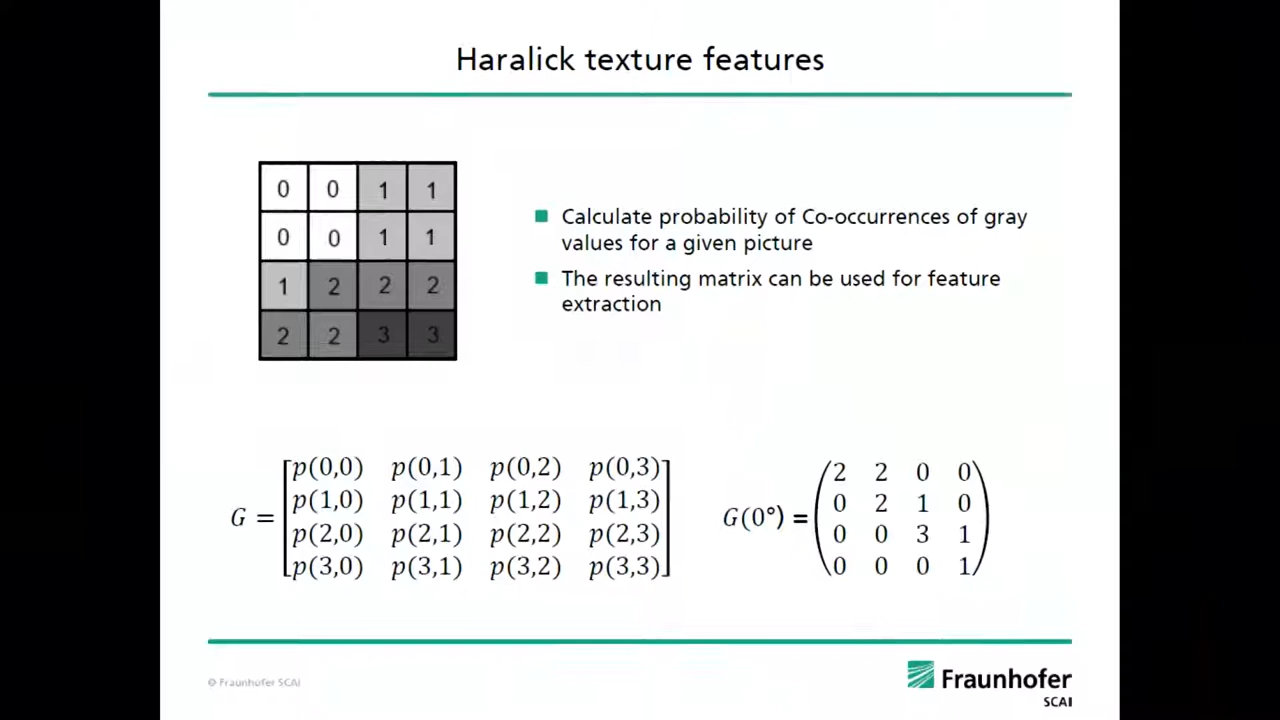 Haralick texture features
0 0 1 1
0 0 1 1
1 2 2 2
2 2 3 3
Calculate probability of Co-occurrences of gray
values for a given picture
The resulting matrix can be used for feature
extraction
G =
p(0,0) p(0,1) p(0,2) p(0,3)
p(1,0) p(1,1) p(1,2) p(1,3)
p(2,0) p(2,1) p(2,2) p(2,3)
p(3,0) p(3,1) p(3,2) p(3,3)
G(0°) =
2 2 0 0
0 2 1 0
0 0 3 1
0 0 0 1
© Fraunhofer SCAI
Fraunhofer
SCAI